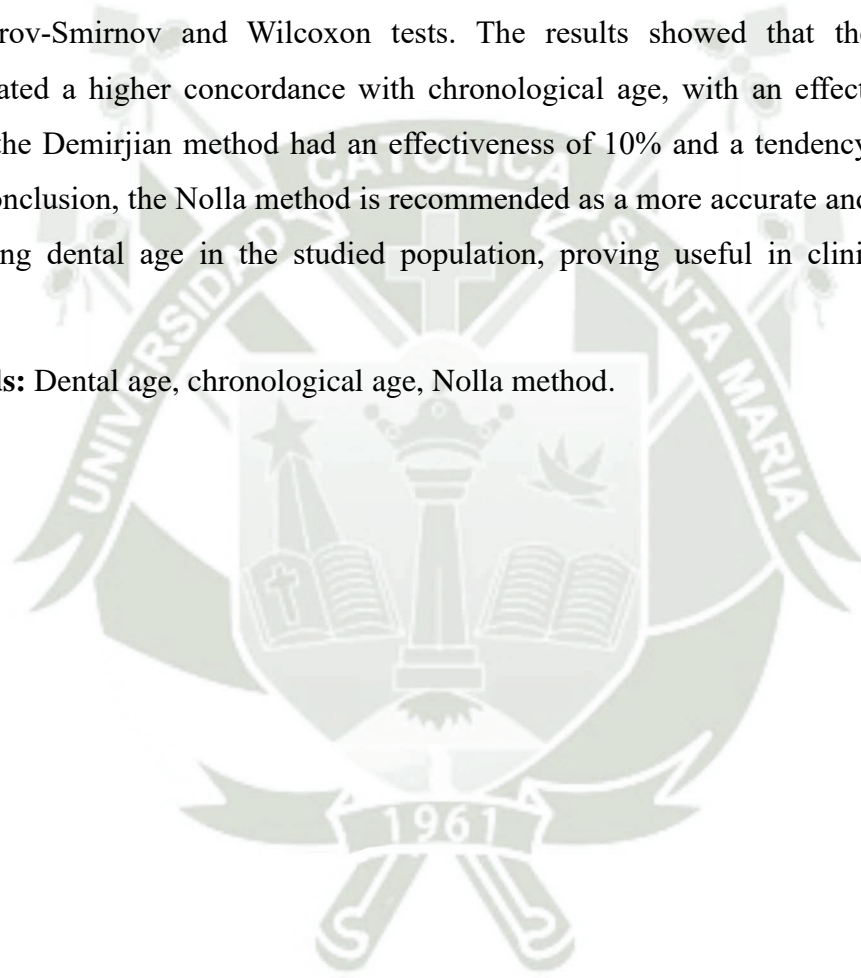 rov-Smirnov and Wilcoxon tests. The results showed that the
ated a higher concordance with chronological age, with an effect
the Demirjian method had an effectiveness of 10% and a tendency
onclusion, the Nolla method is recommended as a more accurate and
ng dental age in the studied population, proving useful in clini
ls: Dental age, chronological age, Nolla method.
UNIVERSIDAD CATOLICA SANTA MARIA
1961